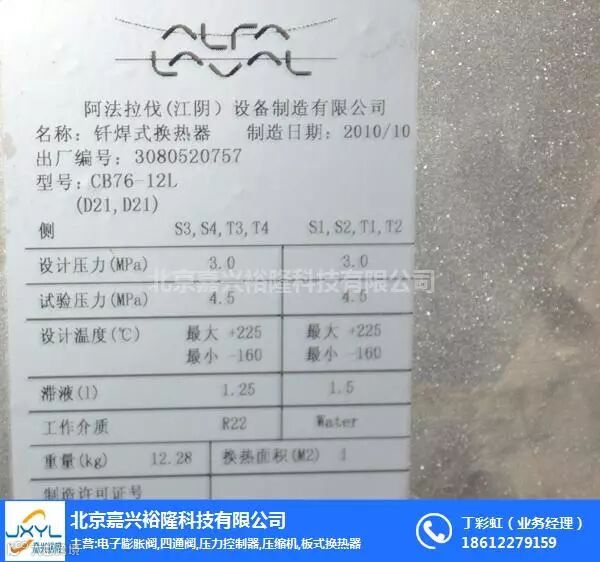 ALFA
LAVAL
阿法拉伐(江阴) 设备制造有限公司
名称: 钎焊式换热器 制造日期: 2010/10
出厂编号: 3080520757
型号: CB76-12L
(D21,D21)
侧 S3,S4,T3,T4 S1,S2,T1,T2
设计压力(MPa) 3.0 3.0
北京嘉兴裕隆科技有限公司
试验压力(MPa) 4.5 4.5
设计温度(℃) 最大 +225 最大 +225
最小 -160 最小 -160
滞液(l) 1.25 1.5
工作介质 R22 Water
重量(kg) 12.28 换热面积(M2) 1
制造许可证号
JXYL
北京嘉兴裕隆科技有限公司
主营:电子膨胀阀,四通阀,压力控制器,压缩机,板式换热器
丁彩虹（业务经理）
18612279159